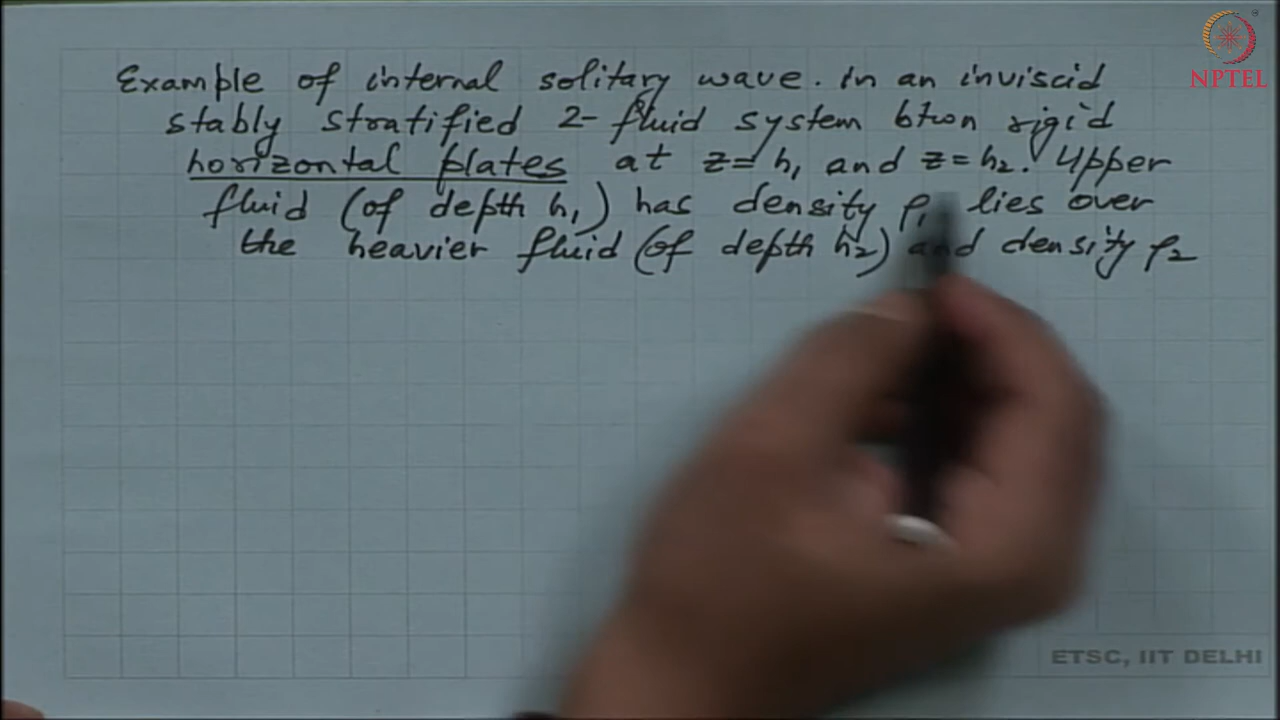 NPTEL
Example of internal solitary wave. In an inviscid
stably stratified 2-fluid system btwn rigid
horizontal plates at z=h₁ and z=h₂. Upper
fluid (of depth h₁) has density ρ₁ lies over
the heavier fluid (of depth h₂) and density ρ₂
ETSC, IIT DELHI